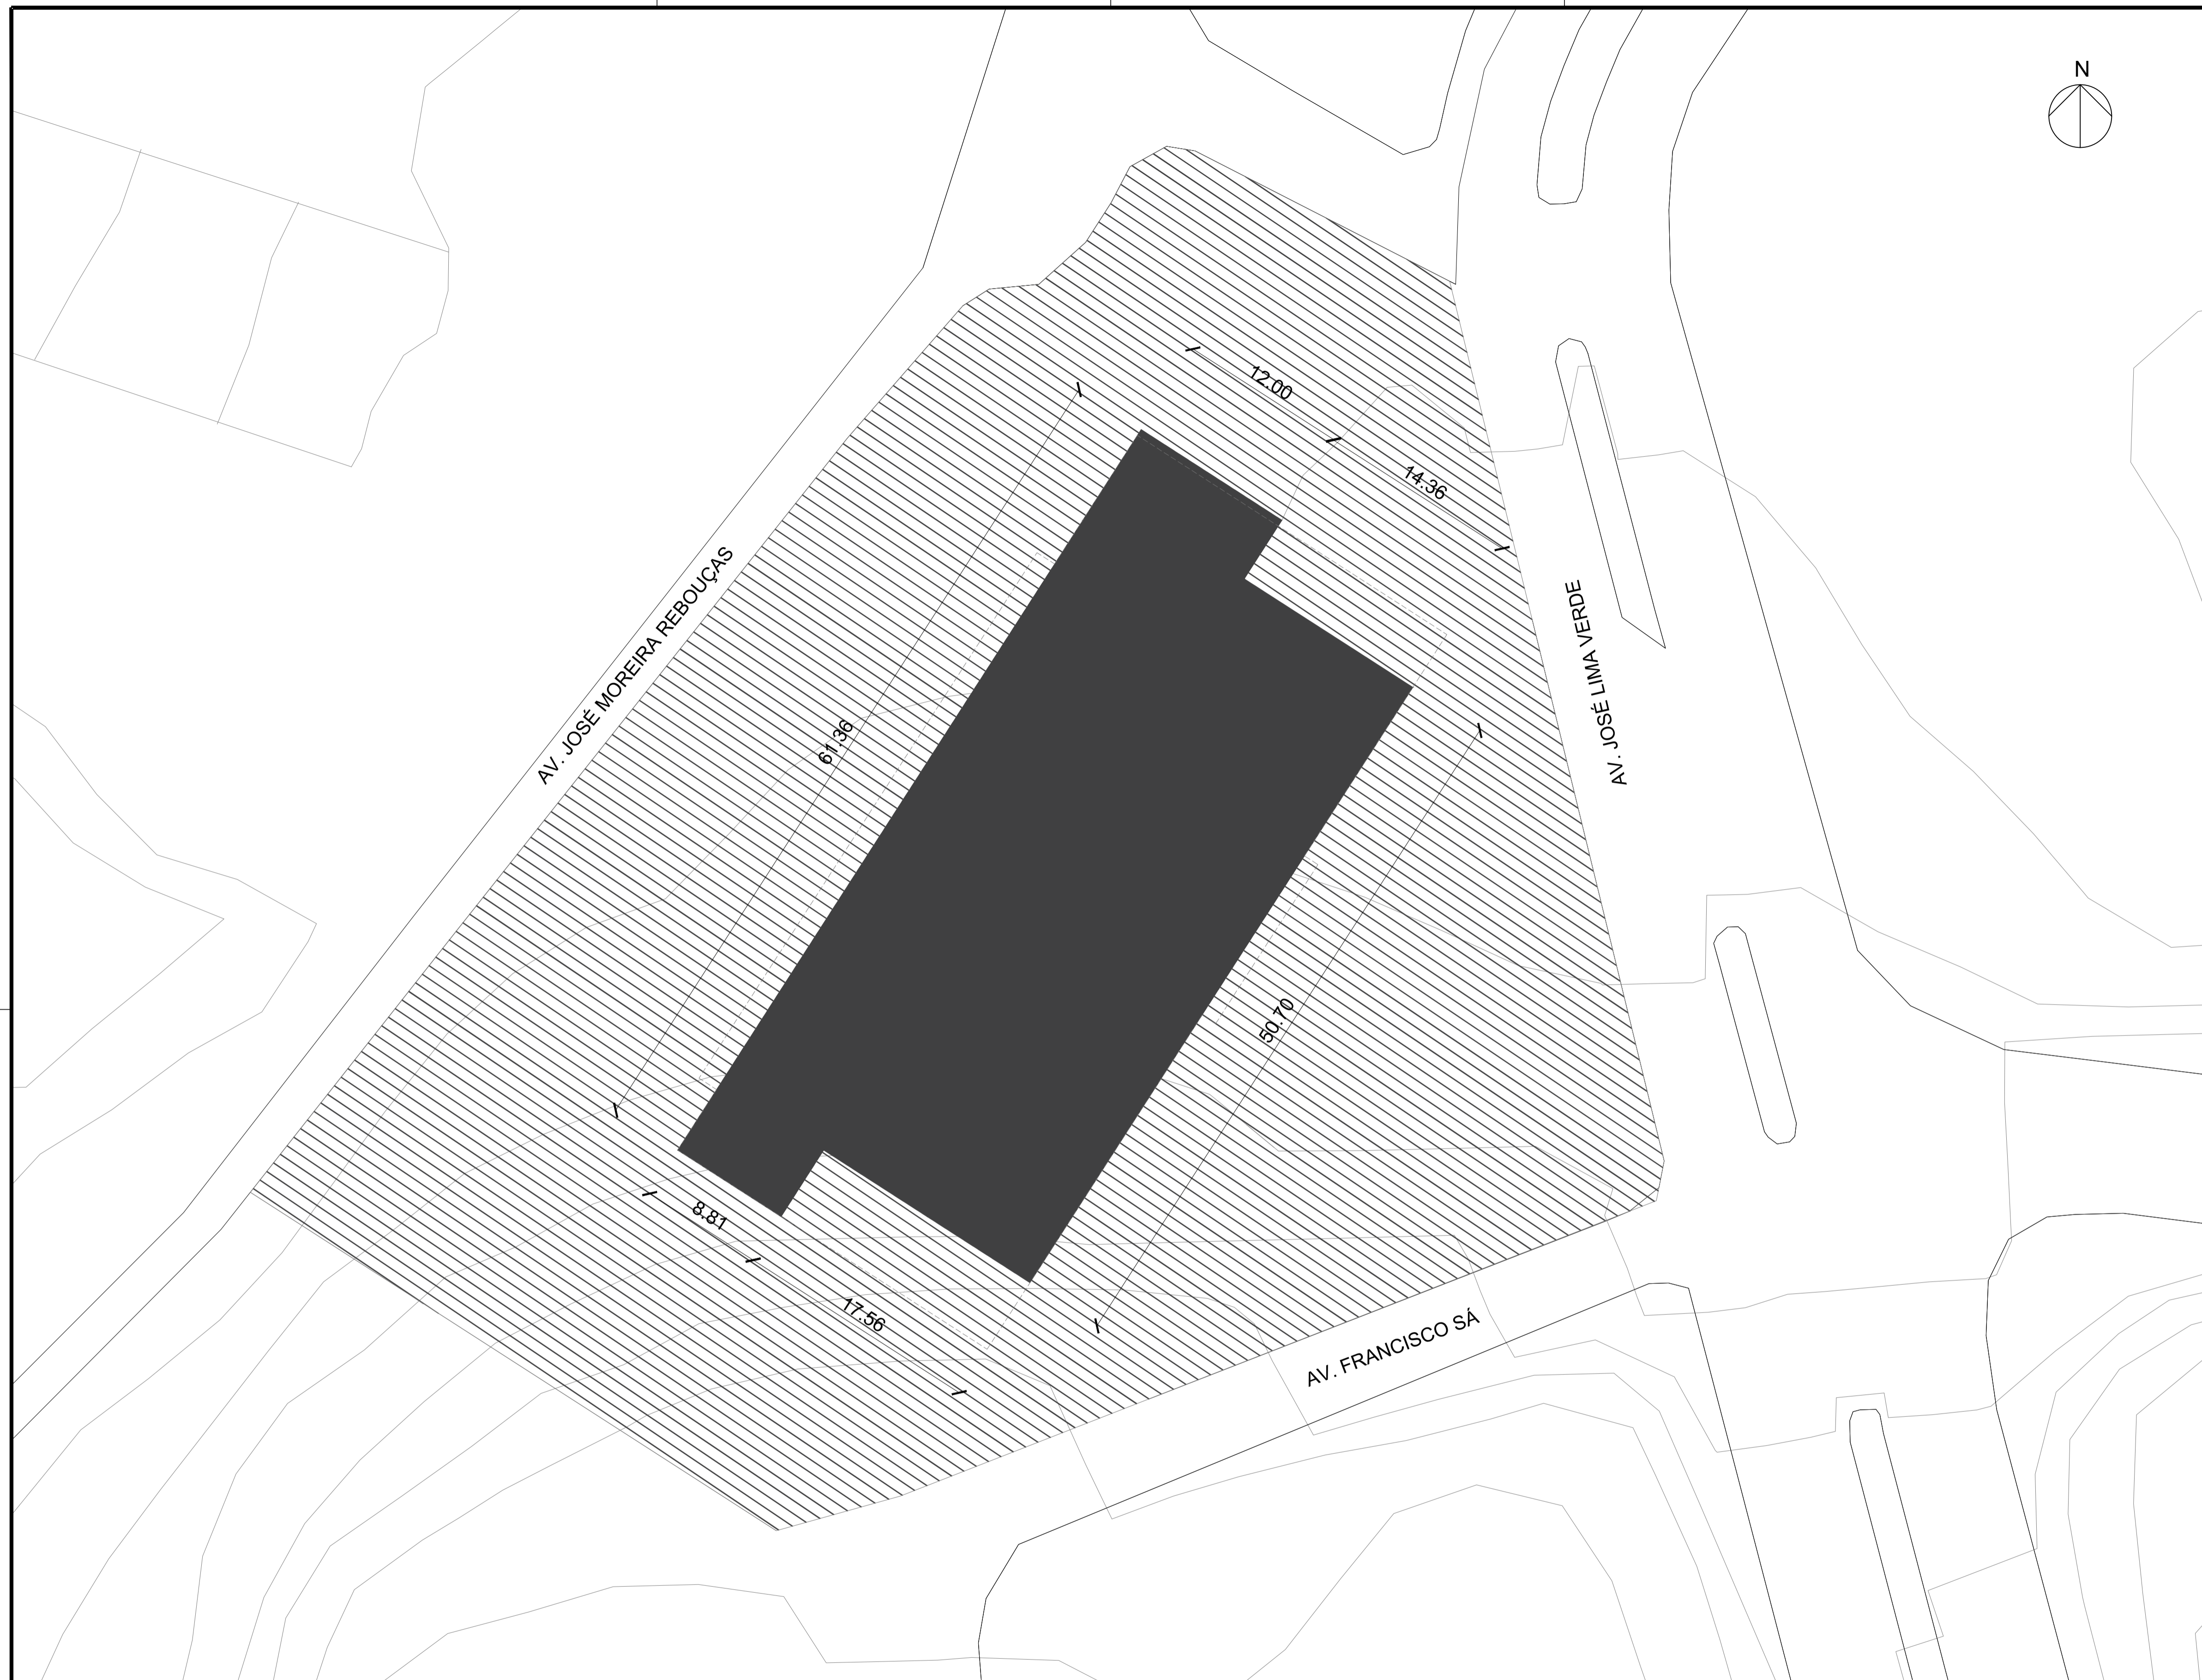 N
12.00
14.36
AV. JOSÉ MOREIRA REBOUÇAS
AV. JOSÉ LIMA VERDE
61.36
50.70
8.81
17.56
AV. FRANCISCO SÁ